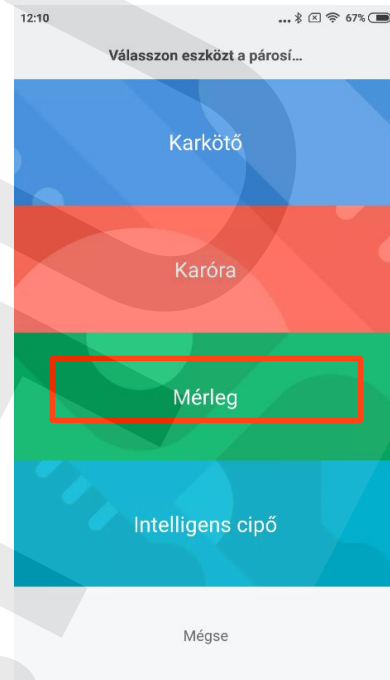 12:10 ... 67%
Válasszon eszközt a párosí...
Karkötő
Karóra
Mérleg
Intelligens cipő
Mégse